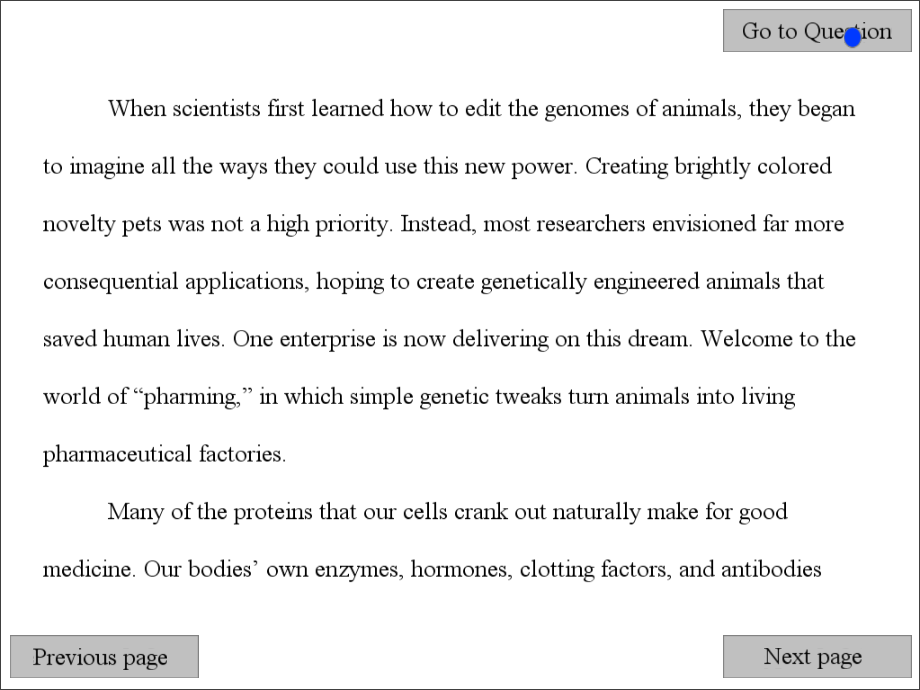 Go to Question
When scientists first learned how to edit the genomes of animals, they began
to imagine all the ways they could use this new power. Creating brightly colored
novelty pets was not a high priority. Instead, most researchers envisioned far more
consequential applications, hoping to create genetically engineered animals that
saved human lives. One enterprise is now delivering on this dream. Welcome to the
world of “pharming,” in which simple genetic tweaks turn animals into living
pharmaceutical factories.
Many of the proteins that our cells crank out naturally make for good
medicine. Our bodies’ own enzymes, hormones, clotting factors, and antibodies
Previous page
Next page